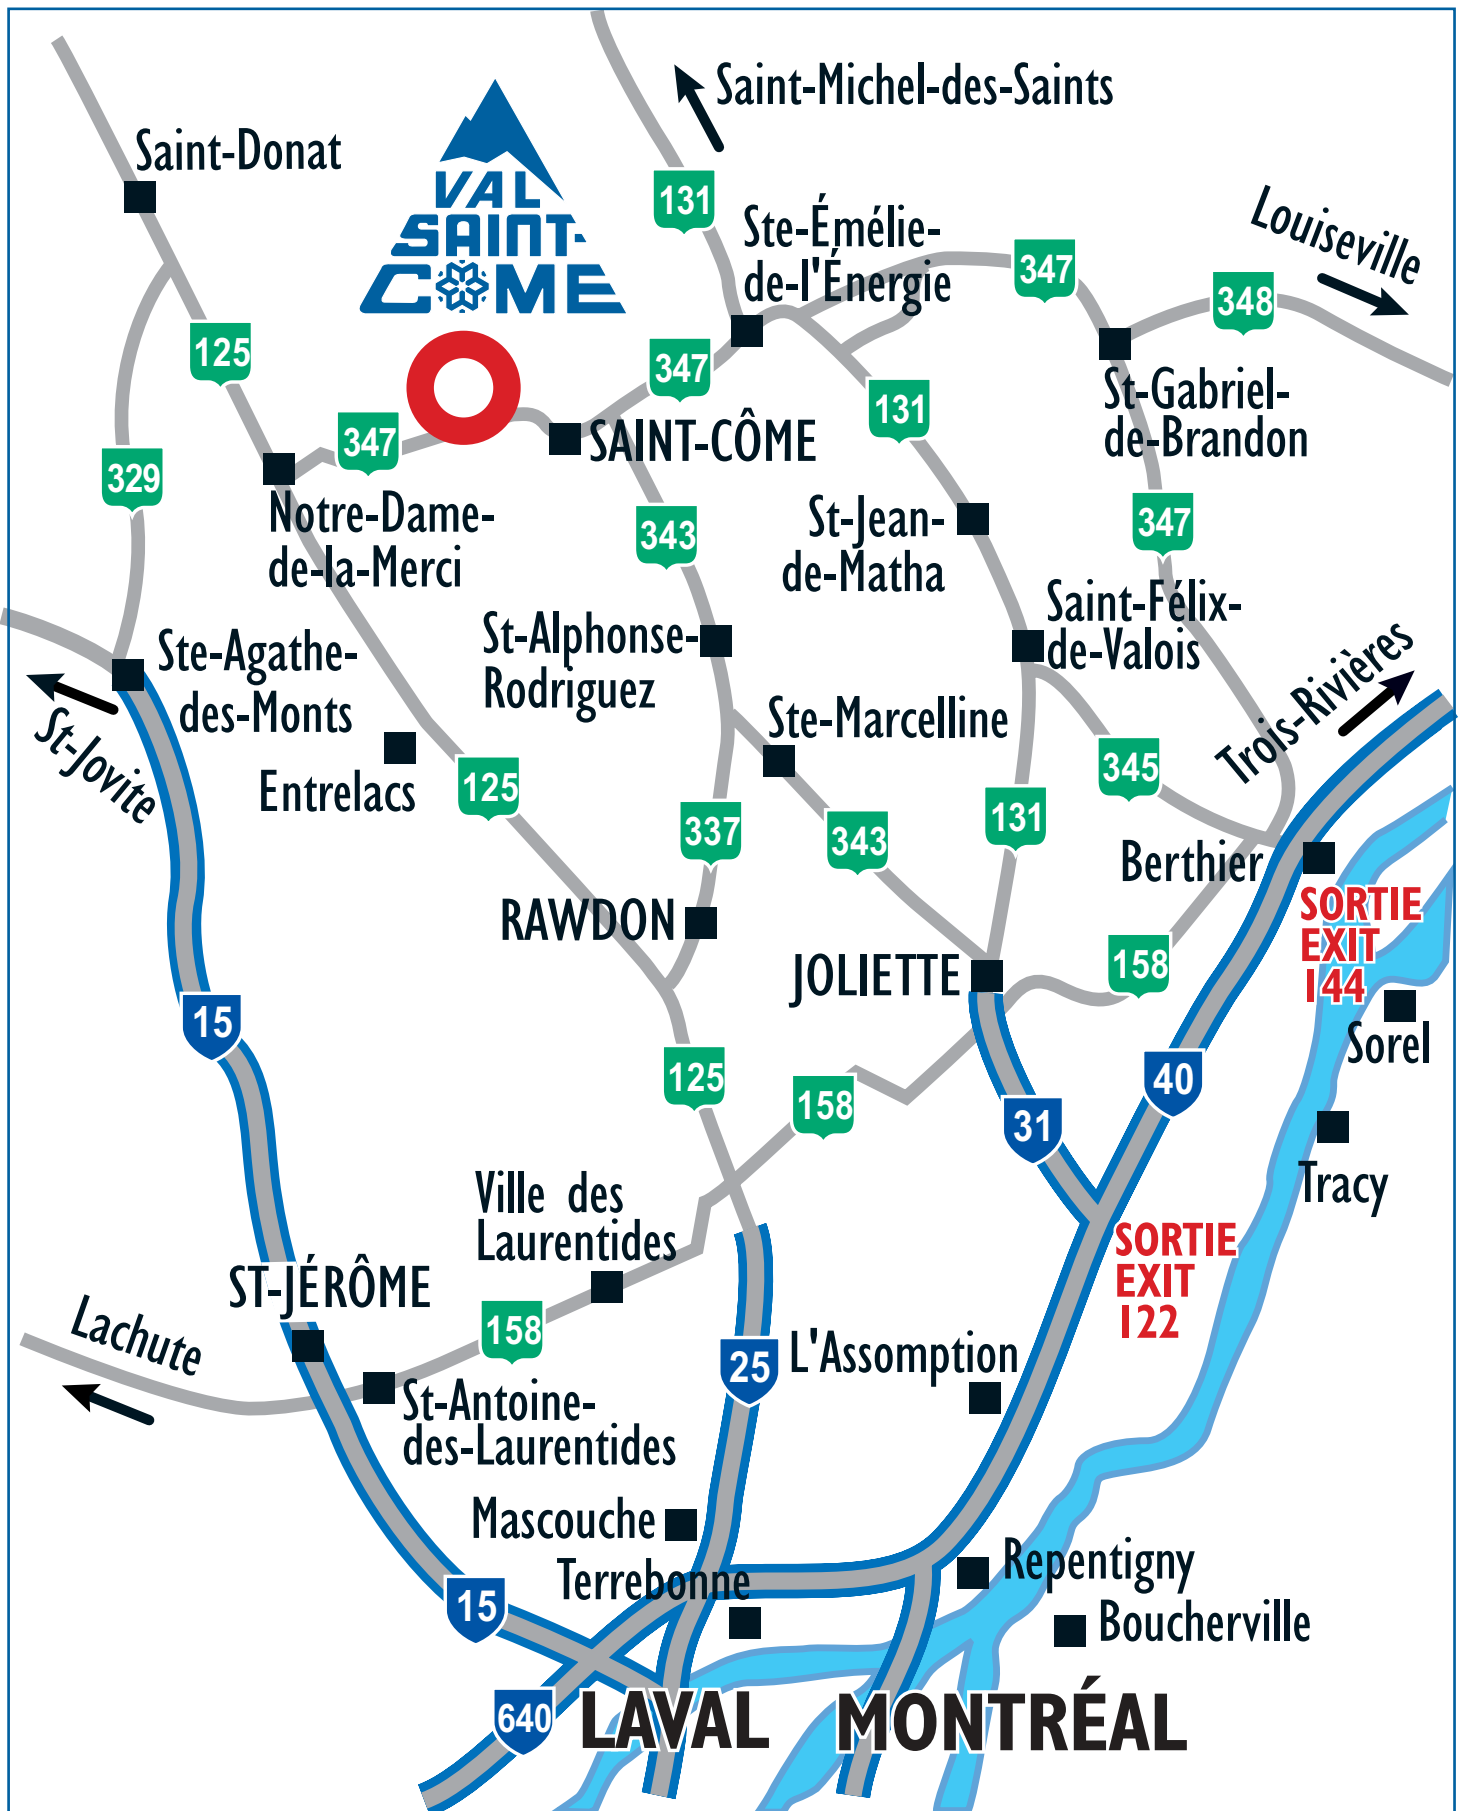 Saint-Michel-des-Saints
Saint-Donat
VAL
SAINT-
CÔME
131
Ste-Émélie-
de-l'Énergie
Louiseville
347
348
125
347
131
St-Gabriel-
de-Brandon
347
SAINT-CÔME
329
Notre-Dame-
de-la-Merci
343
St-Jean-
de-Matha
347
Saint-Félix-
de-Valois
St-Alphonse-
Rodriguez
Ste-Agathe-
des-Monts
St-Jovite
Ste-Marcelline
Trois-Rivières
Entrelacs
125
345
337
343
131
Berthier
SORTIE
EXIT
144
RAWDON
JOLIETTE
158
15
Sorel
125
158
40
31
Tracy
Ville des
Laurentides
SORTIE
EXIT
122
ST-JÉRÔME
Lachute
158
25
L'Assomption
St-Antoine-
des-Laurentides
Mascouche
Terrebonne
Repentigny
15
Boucherville
640
LAVAL
MONTRÉAL